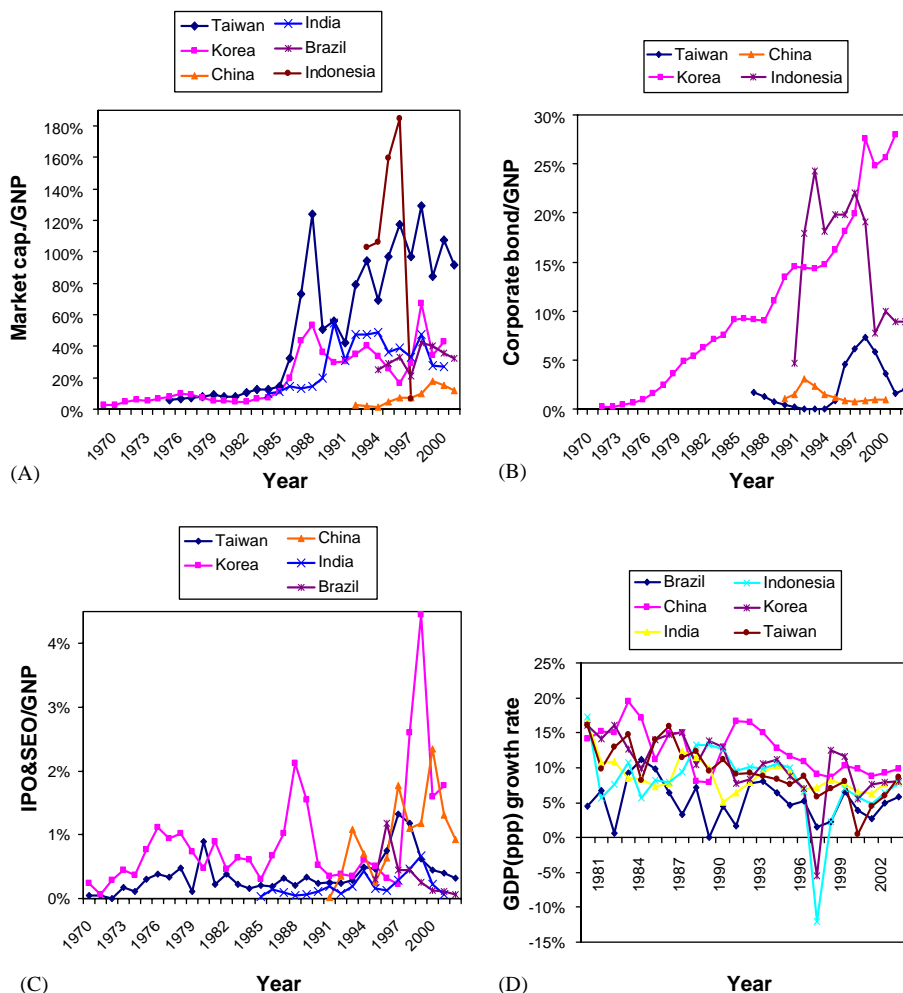 Taiwan India
Korea Brazil
China Indonesia
180%
160%
140%
120%
100%
80%
60%
40%
20%
0%
Market cap./GNP
1970 1973 1976 1979 1982 1985 1988 1991 1994 1997 2000
Year
(A)
Taiwan China
Korea Indonesia
30%
25%
20%
15%
10%
5%
0%
Corporate bond/GNP
1970 1973 1976 1979 1982 1985 1988 1991 1994 1997 2000
Year
(B)
Taiwan China
Korea India
Brazil
4%
3%
2%
1%
0%
IPO&SEO/GNP
1970 1973 1976 1979 1982 1985 1988 1991 1994 1997 2000
Year
(C)
Brazil Indonesia
China Korea
India Taiwan
25%
20%
15%
10%
5%
0%
-5%
-10%
-15%
GDP(ppp) growth rate
1981 1984 1987 1990 1993 1996 1999 2002
Year
(D)